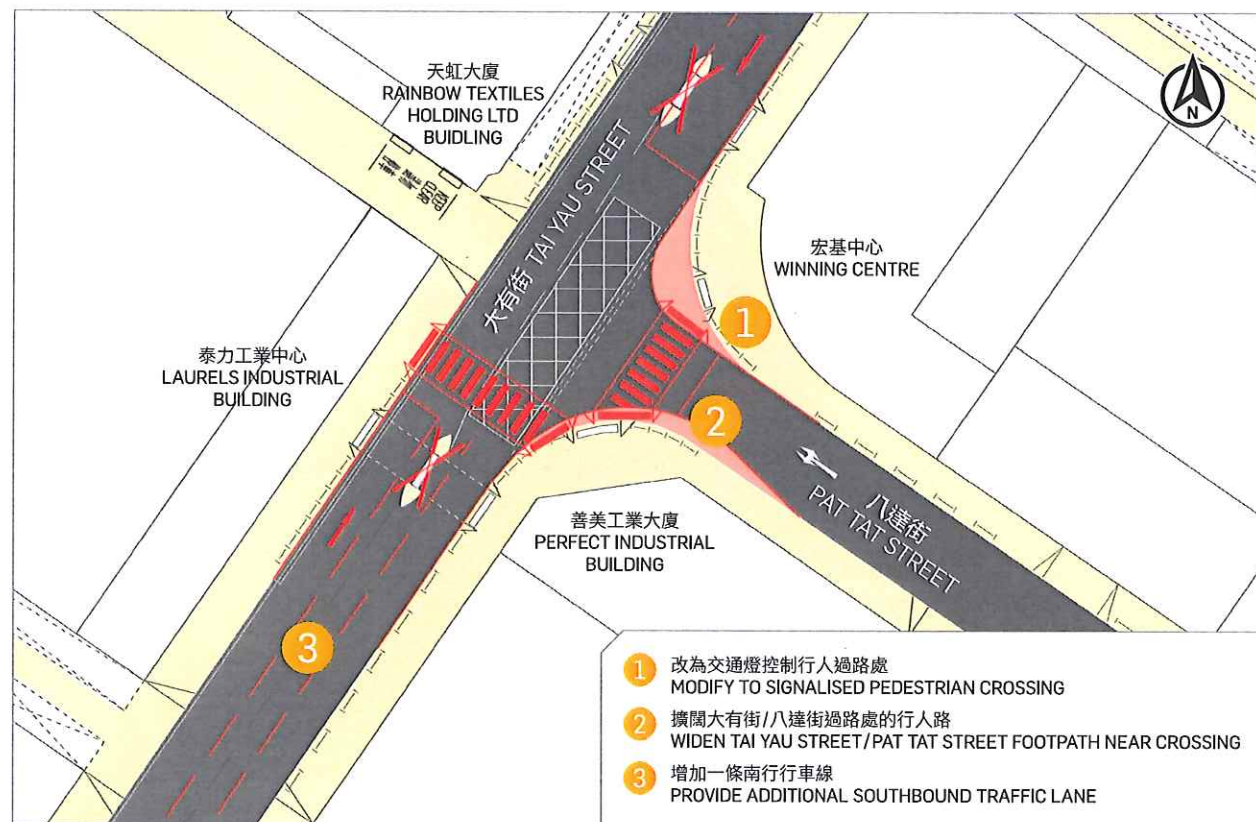 天虹大廈
RAINBOW TEXTILES
HOLDING LTD
BUIDLING
N
KEEP
CLEAR
大有街 TAI YAU STREET
宏基中心
WINNING CENTRE
1
泰力工業中心
LAURELS INDUSTRIAL
BUILDING
2
善美工業大廈
PERFECT INDUSTRIAL
BUILDING
八達街
PAT TAT STREET
3
1 改為交通燈控制行人過路處
MODIFY TO SIGNALISED PEDESTRIAN CROSSING
2 擴闊大有街/八達街過路處的行人路
WIDEN TAI YAU STREET/PAT TAT STREET FOOTPATH NEAR CROSSING
3 增加一條南行行車線
PROVIDE ADDITIONAL SOUTHBOUND TRAFFIC LANE